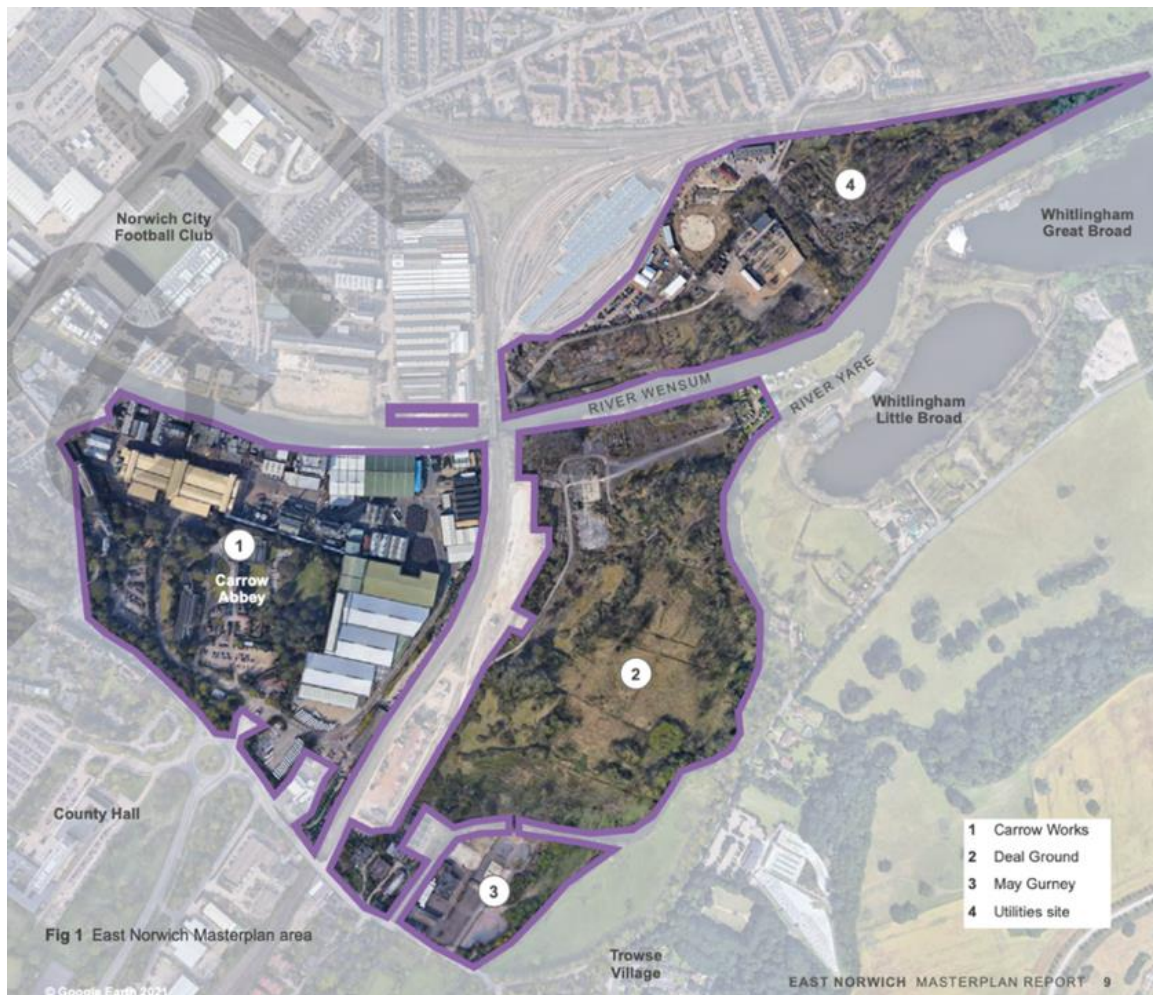 Norwich City
Football Club
4
Whitlingham
Great Broad
RIVER WENSUM
RIVER YARE
Whitlingham
Little Broad
1
Carrow
Abbey
2
County Hall
3
1 Carrow Works
2 Deal Ground
3 May Gurney
4 Utilities site
Fig 1 East Norwich Masterplan area
Trowse
Village
EAST NORWICH MASTERPLAN REPORT 9
© Google Earth 2021